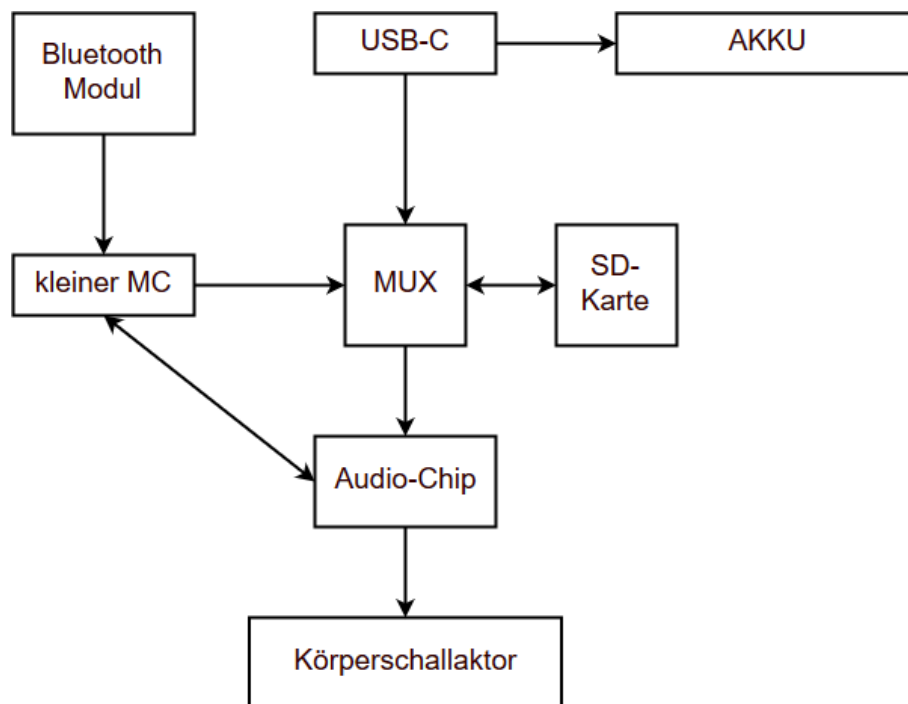 Bluetooth
Modul
USB-C
AKKU
kleiner MC
MUX
SD-
Karte
Audio-Chip
Körperschallaktor